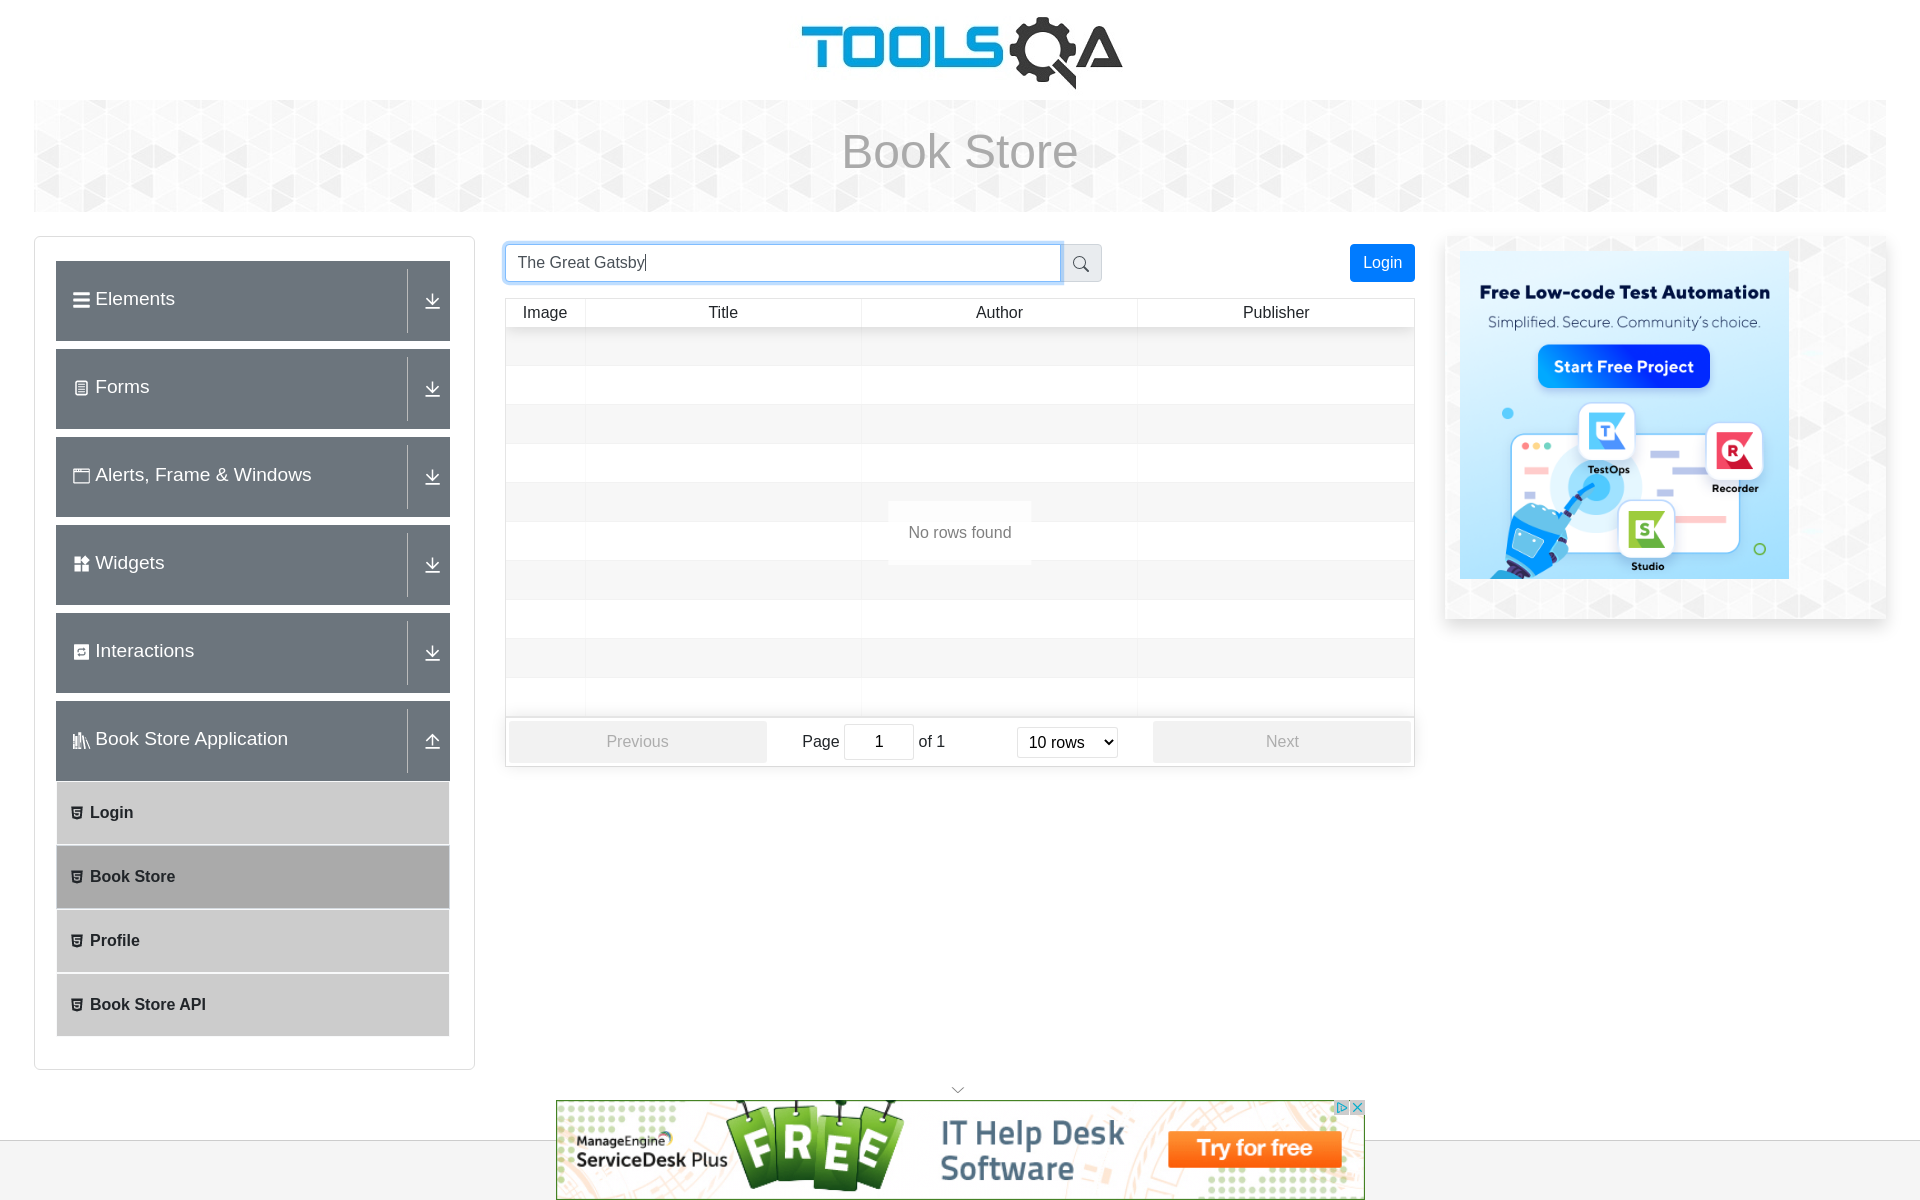 TOOLSQA
Book Store
Elements
Forms
Alerts, Frame & Windows
Widgets
Interactions
Book Store Application
Login
Book Store
Profile
Book Store API
The Great Gatsby
Login
Image Title Author Publisher
No rows found
Previous Page 1 of 1 10 rows Next
Free Low-code Test Automation
Simplified. Secure. Community's choice.
Start Free Project
T
TestOps
R
Recorder
S
Studio
ManageEngine
ServiceDesk Plus
FREE
IT Help Desk
Software
Try for free